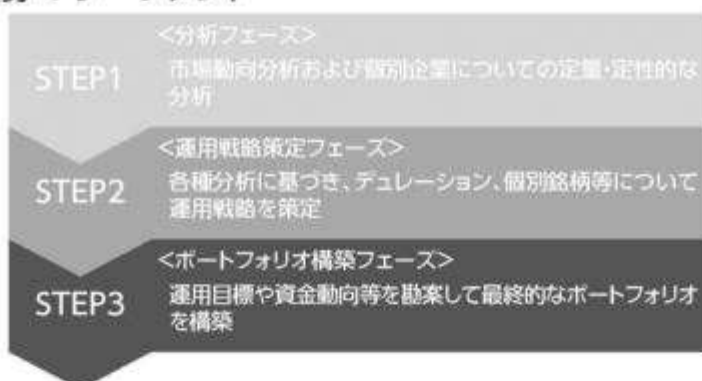 <分析フェーズ>
STEP1
市場動向分析および個別企業についての定量・定性的な
分析
<運用戦略策定フェーズ>
STEP2
各種分析に基づき、デュレーション、個別銘柄等について
運用戦略を策定
<ポートフォリオ構築フェーズ>
STEP3
運用目標や資金動向等を勘案して最終的なポートフォリオ
を構築